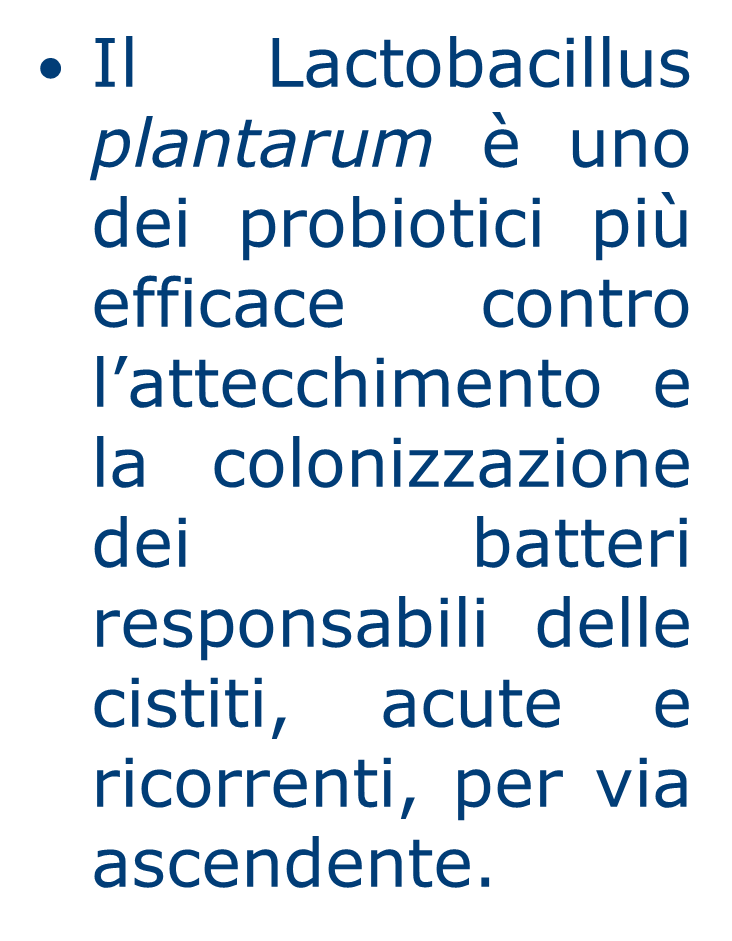 • Il Lactobacillus
plantarum è uno
dei probiotici più
efficace contro
l’attecchimento e
la colonizzazione
dei batteri
responsabili delle
cistiti, acute e
ricorrenti, per via
ascendente.